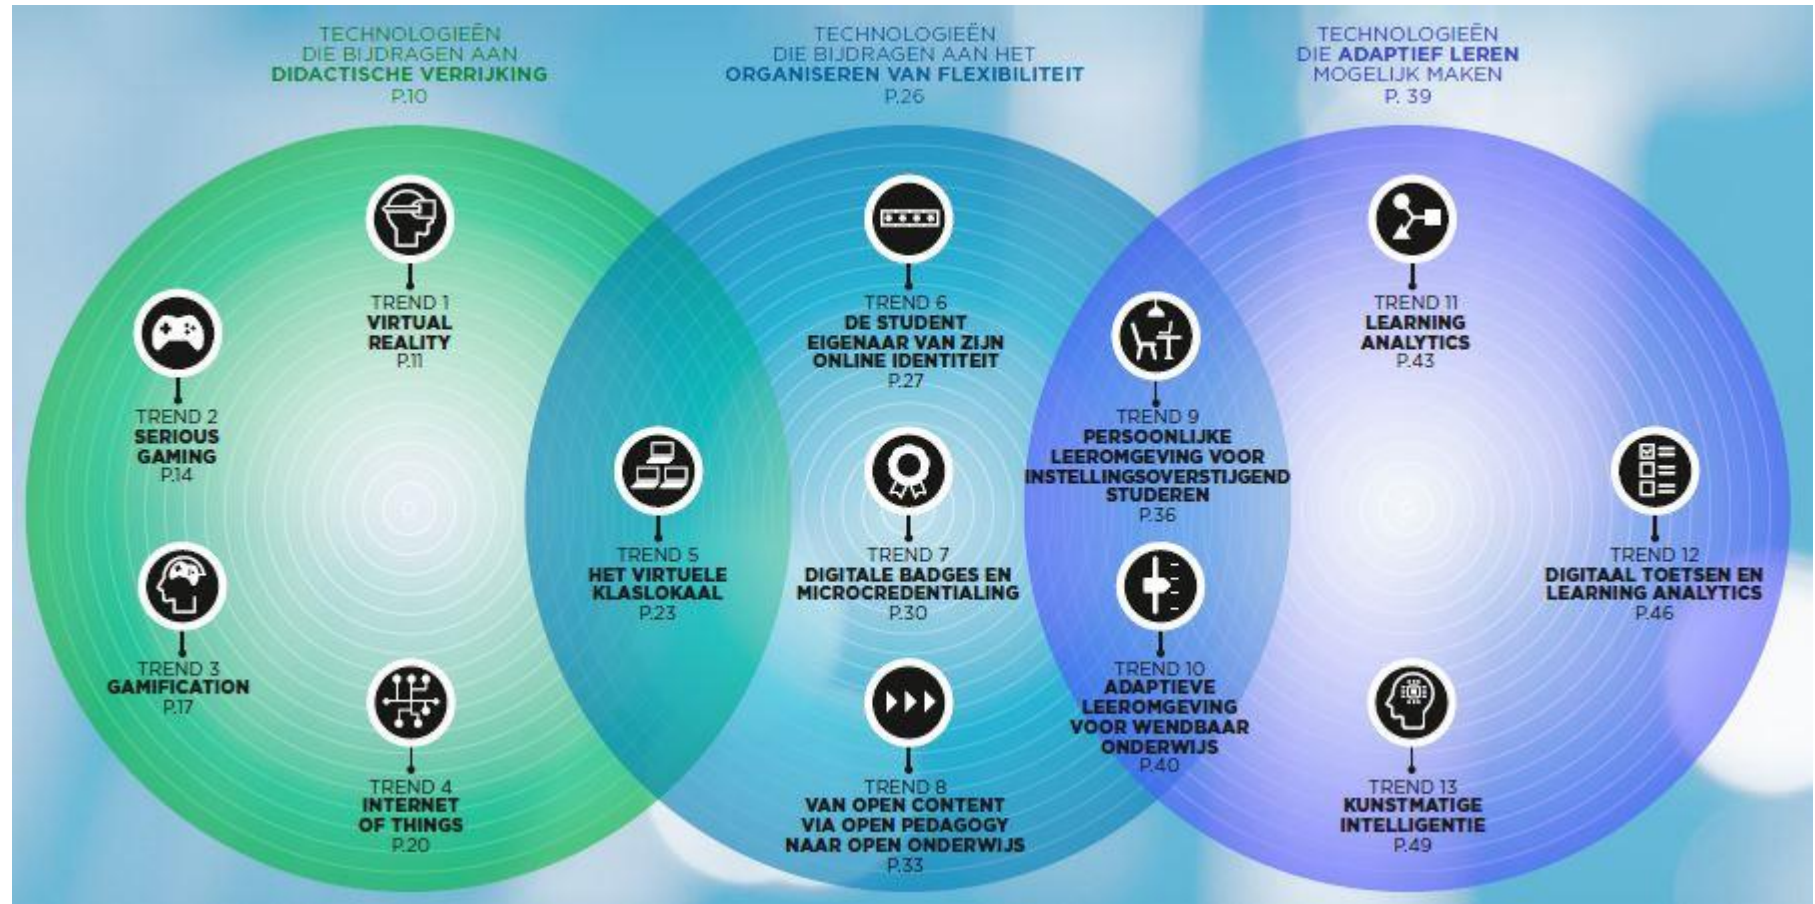 TECHNOLOGIEËN
DIE BIJDRAGEN AAN
DIDACTISCHE VERRIJKING
P.10
TREND 1
VIRTUAL
REALITY
P.11
TREND 2
SERIOUS
GAMING
P.14
TREND 3
GAMIFICATION
P.17
TREND 4
INTERNET
OF THINGS
P.20
TREND 5
HET VIRTUELE
KLASLOKAAL
P.23
TECHNOLOGIEËN
DIE BIJDRAGEN AAN HET
ORGANISEREN VAN FLEXIBILITEIT
P.26
TREND 6
DE STUDENT
EIGENAAR VAN ZIJN
ONLINE IDENTITEIT
P.27
TREND 7
DIGITALE BADGES EN
MICROCREDENTIALING
P.30
TREND 8
VAN OPEN CONTENT
VIA OPEN PEDAGOGY
NAAR OPEN ONDERWIJS
P.33
TREND 9
PERSOONLIJKE
LEEROMGEVING VOOR
INSTELLINGSOVERSTIJGEND
STUDEREN
P.36
TREND 10
ADAPTIEVE
LEEROMGEVING
VOOR WENDBAAR
ONDERWIJS
P.40
TECHNOLOGIEËN
DIE ADAPTIEF LEREN
MOGELIJK MAKEN
P. 39
TREND 11
LEARNING
ANALYTICS
P.43
TREND 12
DIGITAAL TOETSEN EN
LEARNING ANALYTICS
P.46
TREND 13
KUNSTMATIGE
INTELLIGENTIE
P.49